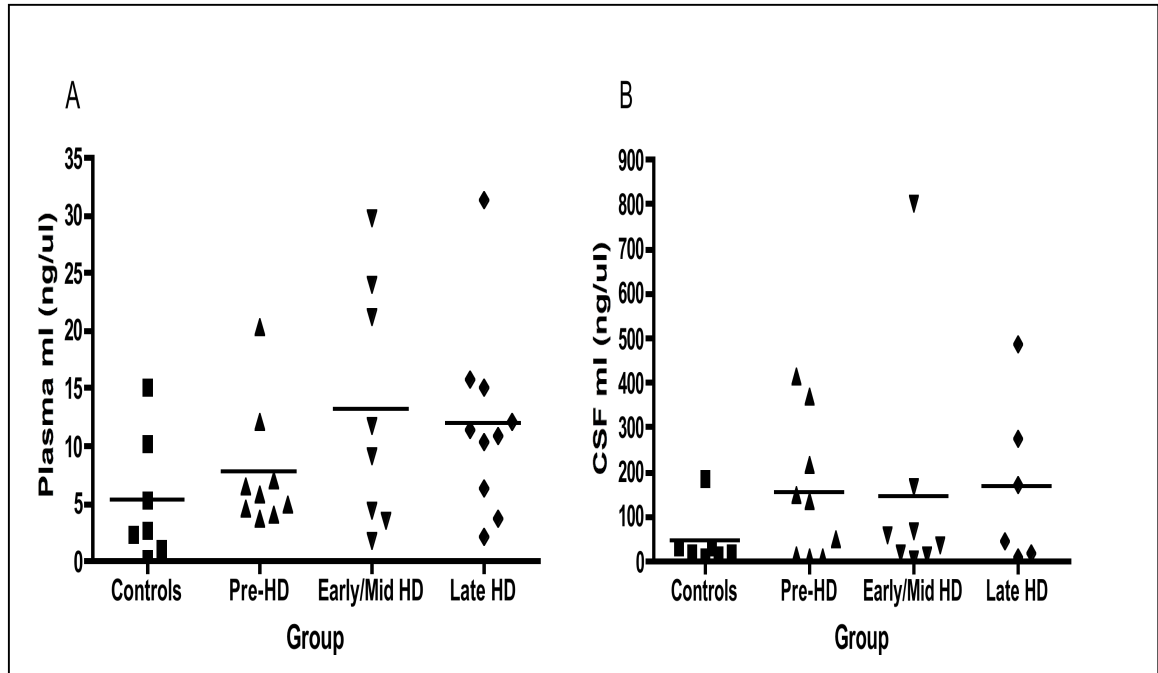 A
Plasma ml (ng/ul)
35
30
25
20
15
10
5
0
Controls Pre-HD Early/Mid HD Late HD
Group
B
CSF ml (ng/ul)
900
800
700
600
500
400
300
200
100
0
Controls Pre-HD Early/Mid HD Late HD
Group